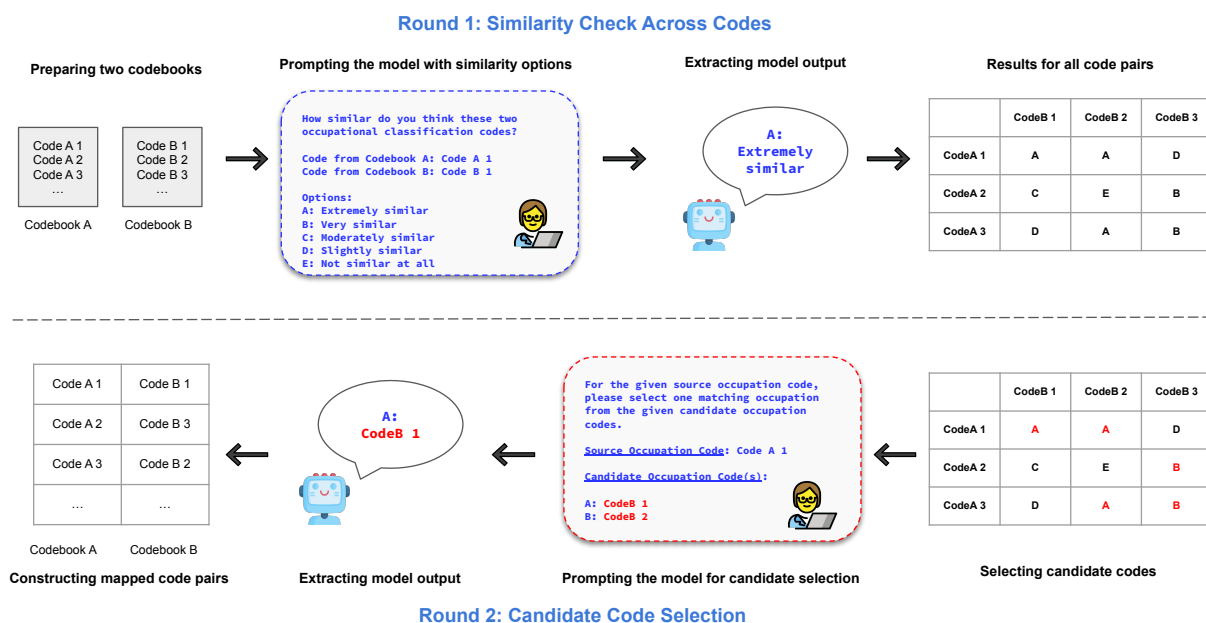 Round 1: Similarity Check Across Codes
Preparing two codebooks
Prompting the model with similarity options
Extracting model output
Results for all code pairs
Code A 1
Code A 2
Code A 3
...
Codebook A
Code B 1
Code B 2
Code B 3
...
Codebook B
How similar do you think these two
occupational classification codes?
Code from Codebook A: Code A 1
Code from Codebook B: Code B 1
Options:
A: Extremely similar
B: Very similar
C: Moderately similar
D: Slightly similar
E: Not similar at all
A:
Extremely
similar
CodeB 1 CodeB 2 CodeB 3
CodeA 1 A A D
CodeA 2 C E B
CodeA 3 D A B
Code A 1 Code B 1
Code A 2 Code B 3
Code A 3 Code B 2
... ...
Codebook A Codebook B
Constructing mapped code pairs
A:
CodeB 1
Extracting model output
For the given source occupation code,
please select one matching occupation
from the given candidate occupation
codes.
Source Occupation Code: Code A 1
Candidate Occupation Code(s):
A: CodeB 1
B: CodeB 2
Prompting the model for candidate selection
CodeB 1 CodeB 2 CodeB 3
CodeA 1 A A D
CodeA 2 C E B
CodeA 3 D A B
Selecting candidate codes
Round 2: Candidate Code Selection